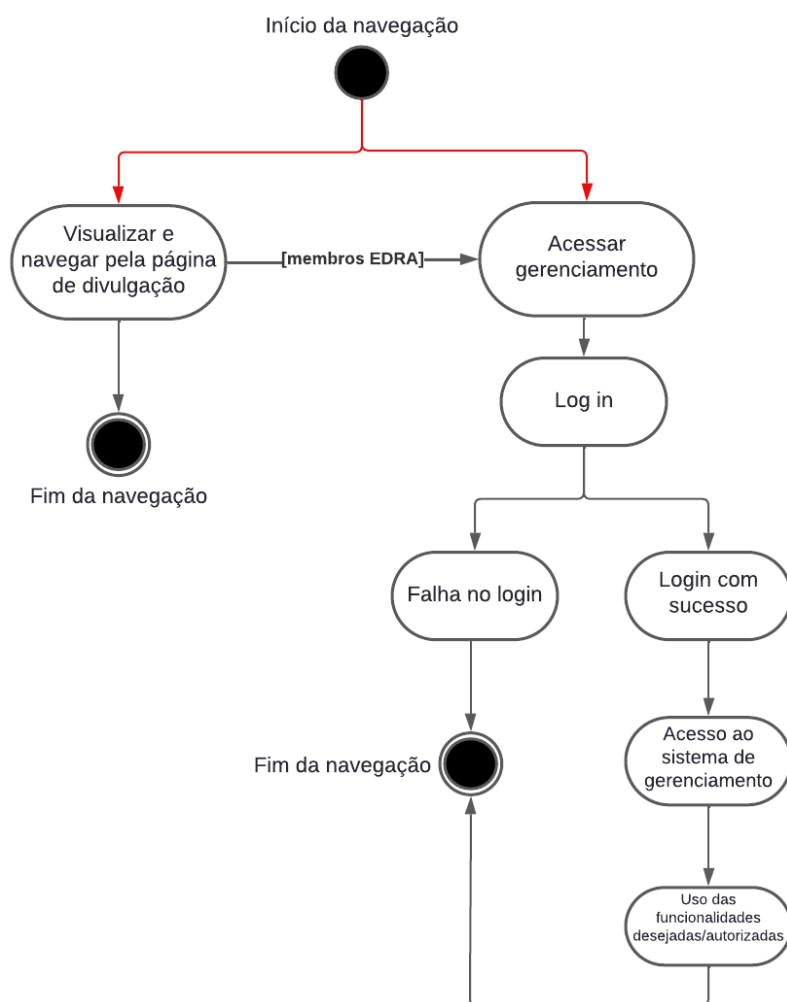 Início da navegação
Visualizar e
navegar pela página
de divulgação
[membros EDRA]
Acessar
gerenciamento
Log in
Fim da navegação
Falha no login
Login com
sucesso
Fim da navegação
Acesso ao
sistema de
gerenciamento
Uso das
funcionalidades
desejadas/autorizadas